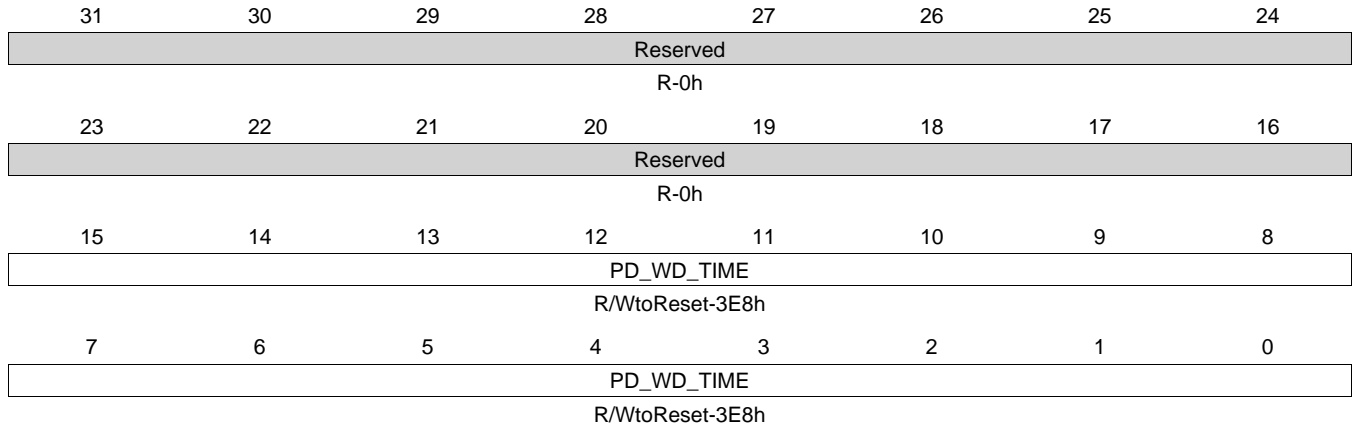 31 30 29 28 27 26 25 24
Reserved
R-0h
23 22 21 20 19 18 17 16
Reserved
R-0h
15 14 13 12 11 10 9 8
PD_WD_TIME
R/WtoReset-3E8h
7 6 5 4 3 2 1 0
PD_WD_TIME
R/WtoReset-3E8h